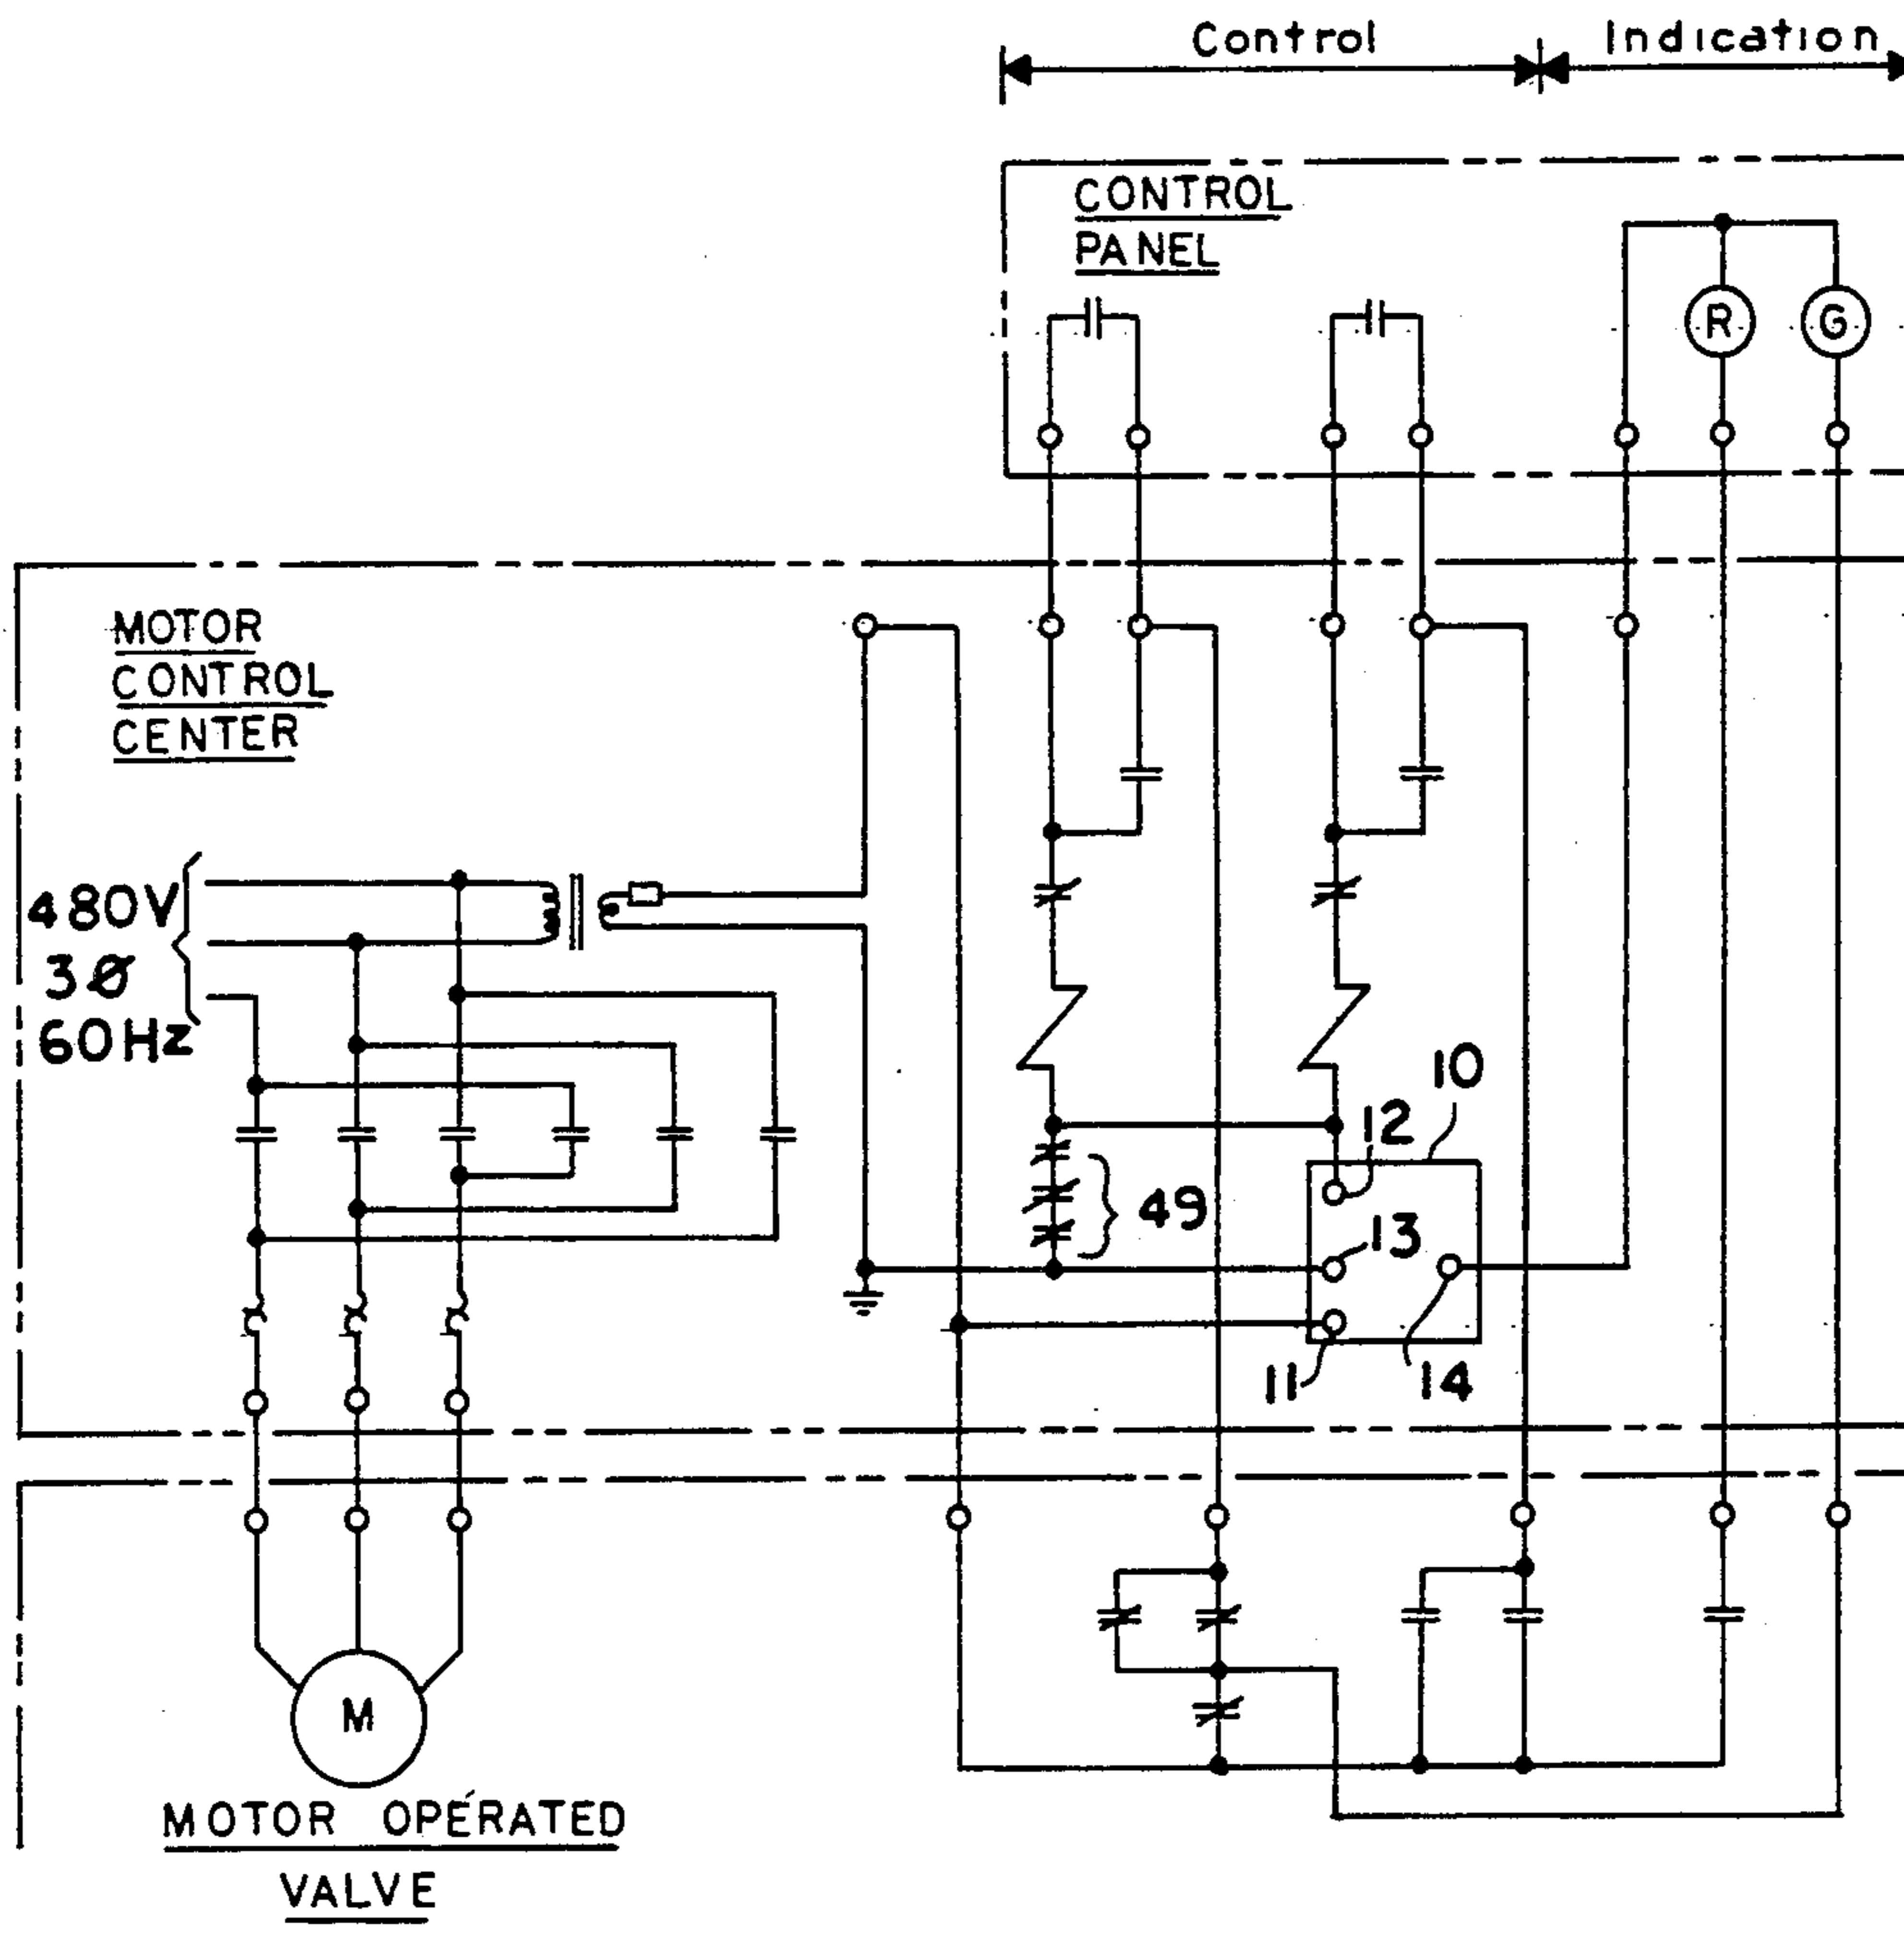 Control Indication
CONTROL
PANEL
R G
MOTOR
CONTROL
CENTER
480V
3Ø
60Hz
10
12
49
13
11
14
M
MOTOR OPERATED
VALVE